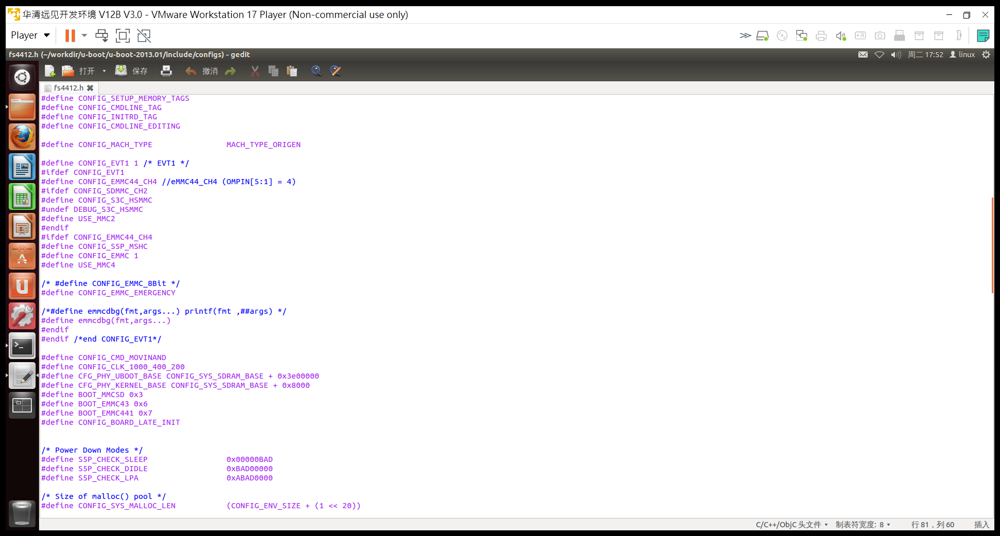 华清远见开发环境 V12B V3.0 - VMware Workstation 17 Player (Non-commercial use only)
Player
fs4412.h (~/workdir/u-boot/u-boot-2013.01/include/configs) - gedit
周二 17:52 linux
打开 保存 撤消
fs4412.h
#define CONFIG_SETUP_MEMORY_TAGS
#define CONFIG_CMDLINE_TAG
#define CONFIG_INITRD_TAG
#define CONFIG_CMDLINE_EDITING
#define CONFIG_MACH_TYPE MACH_TYPE_ORIGEN
#define CONFIG_EVT1 1 /* EVT1 */
#ifdef CONFIG_EVT1
#define CONFIG_EMMC44_CH4 //eMMC44_CH4 (OMPIN[5:1] = 4)
#ifdef CONFIG_SDMMC_CH2
#define CONFIG_S3C_HSMMC
#undef DEBUG_S3C_HSMMC
#define USE_MMC2
#endif
#ifdef CONFIG_EMMC44_CH4
#define CONFIG_S5P_MSHC
#define CONFIG_EMMC 1
#define USE_MMC4
/* #define CONFIG_EMMC_8Bit */
#define CONFIG_EMMC_EMERGENCY
/*#define emmcdbg(fmt,args...) printf(fmt ,##args) */
#define emmcdbg(fmt,args...)
#endif
#endif /*end CONFIG_EVT1*/
#define CONFIG_CMD_MOVINAND
#define CONFIG_CLK_1000_400_200
#define CFG_PHY_UBOOT_BASE CONFIG_SYS_SDRAM_BASE + 0x3e00000
#define CFG_PHY_KERNEL_BASE CONFIG_SYS_SDRAM_BASE + 0x8000
#define BOOT_MMCSD 0x3
#define BOOT_EMMC43 0x6
#define BOOT_EMMC441 0x7
#define CONFIG_BOARD_LATE_INIT
/* Power Down Modes */
#define S5P_CHECK_SLEEP 0x00000BAD
#define S5P_CHECK_DIDLE 0xBAD00000
#define S5P_CHECK_LPA 0xABAD0000
/* Size of malloc() pool */
#define CONFIG_SYS_MALLOC_LEN (CONFIG_ENV_SIZE + (1 << 20))
C/C++/ObjC 头文件 制表符宽度: 8 行 81，列 60 插入